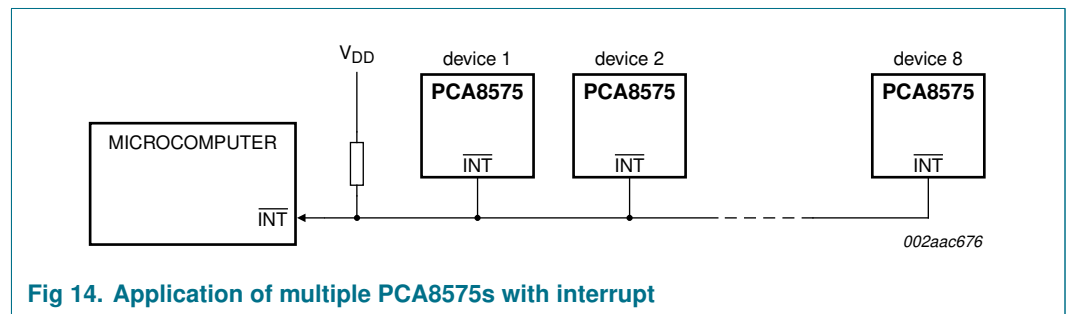 V_DD
device 1
device 2
device 8
PCA8575
PCA8575
PCA8575
MICROCOMPUTER
INT
INT
INT
INT
002aac676
Fig 14. Application of multiple PCA8575s with interrupt